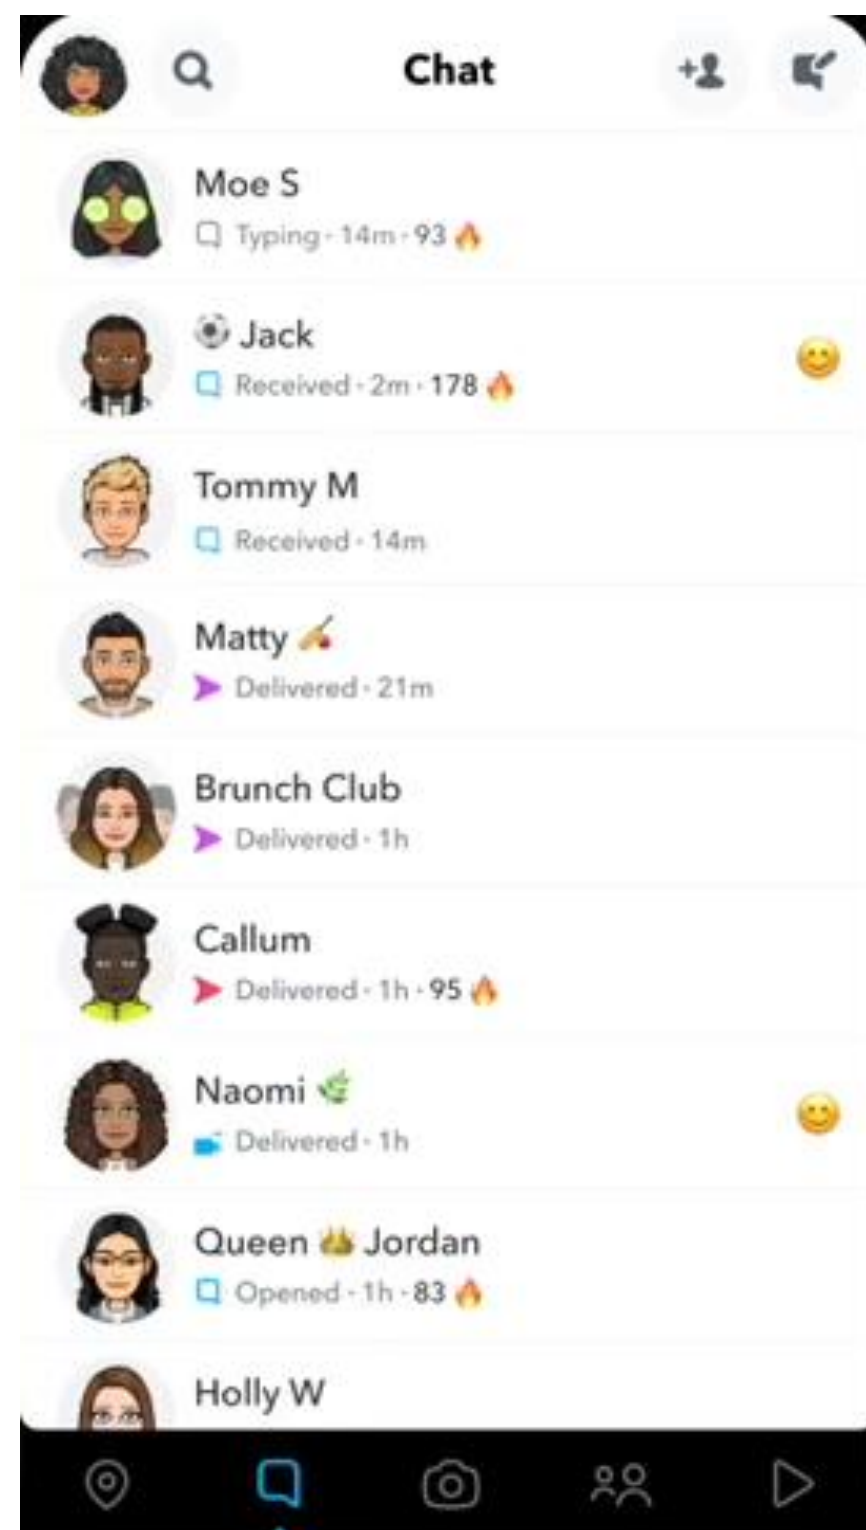 Chat
Moe S
Typing · 14m · 93 🔥
⚽ Jack
Received · 2m · 178 🔥
Tommy M
Received · 14m
Matty 🏏
Delivered · 21m
Brunch Club
Delivered · 1h
Callum
Delivered · 1h · 95 🔥
Naomi 🌿
Delivered · 1h
Queen 👑 Jordan
Opened · 1h · 83 🔥
Holly W